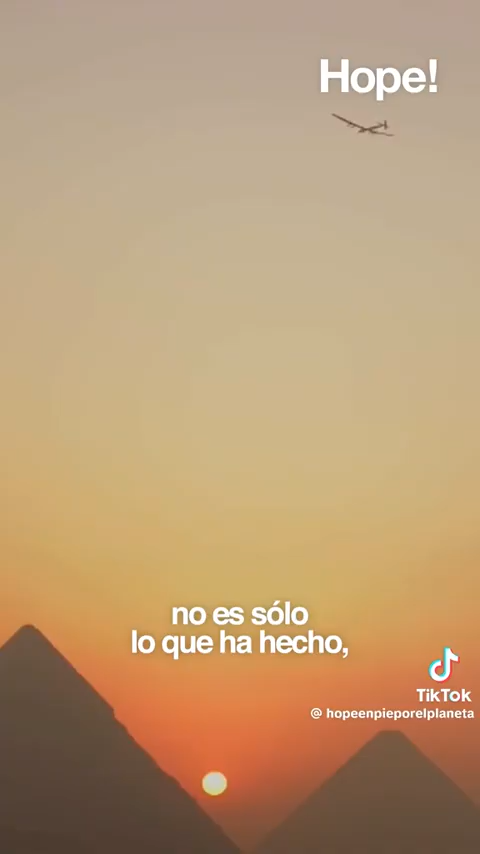 Hope!
no es sólo
lo que ha hecho,
TikTok
@ hopeenpieporelplaneta